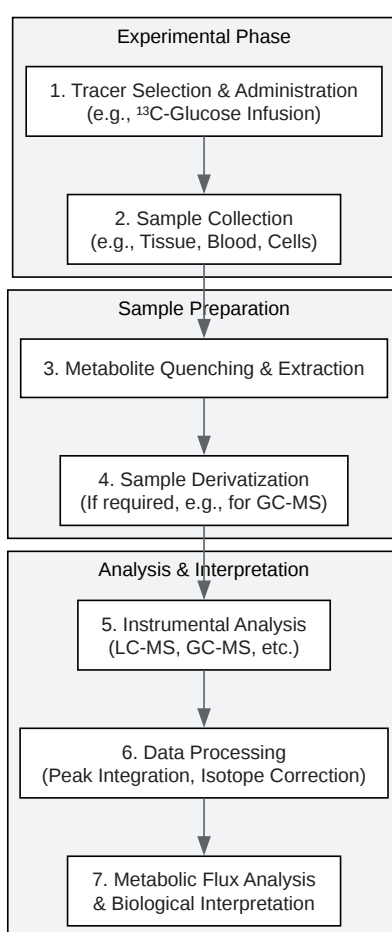 Experimental Phase
1. Tracer Selection & Administration
(e.g., ¹³C-Glucose Infusion)
2. Sample Collection
(e.g., Tissue, Blood, Cells)
Sample Preparation
3. Metabolite Quenching & Extraction
4. Sample Derivatization
(If required, e.g., for GC-MS)
Analysis & Interpretation
5. Instrumental Analysis
(LC-MS, GC-MS, etc.)
6. Data Processing
(Peak Integration, Isotope Correction)
7. Metabolic Flux Analysis
& Biological Interpretation